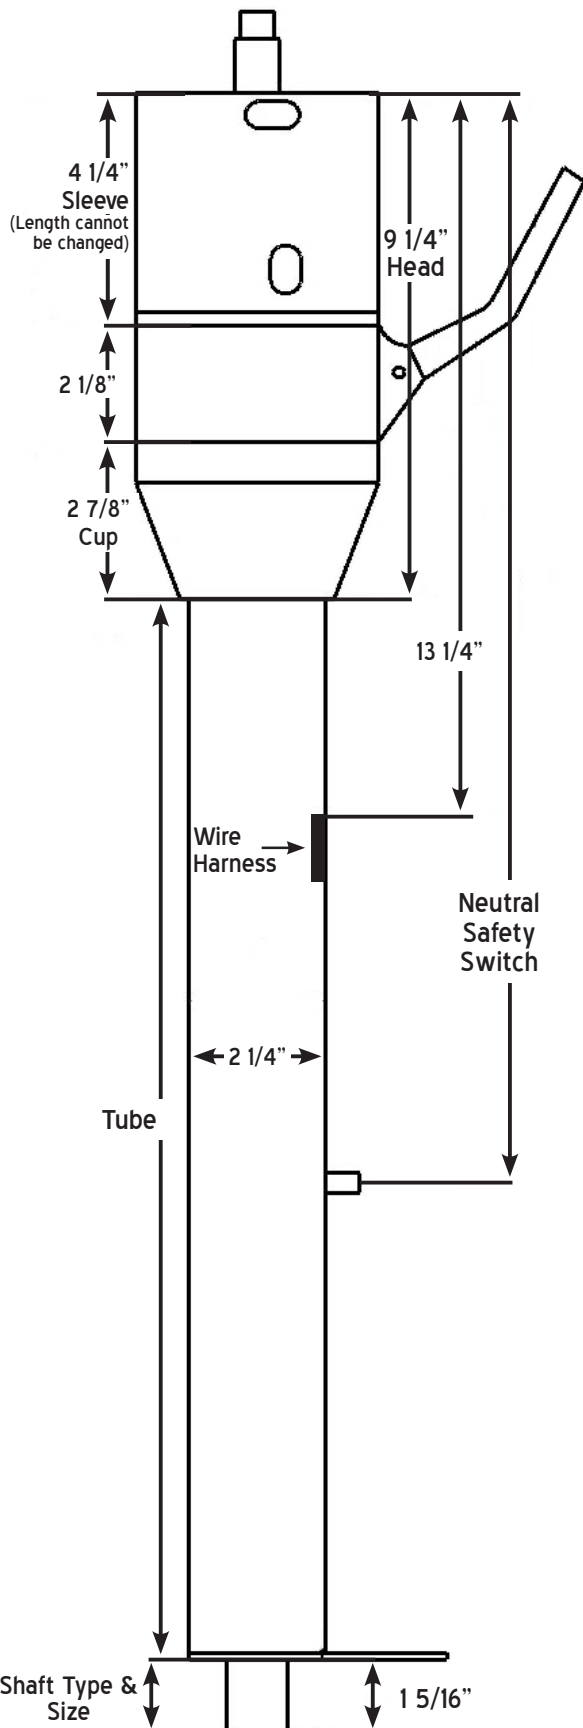 4 1/4”
Sleeve
(Length cannot
be changed)
9 1/4”
Head
2 1/8”
2 7/8”
Cup
13 1/4”
Wire
Harness
Neutral
Safety
Switch
2 1/4”
Tube
Shaft Type &
Size
1 5/16”